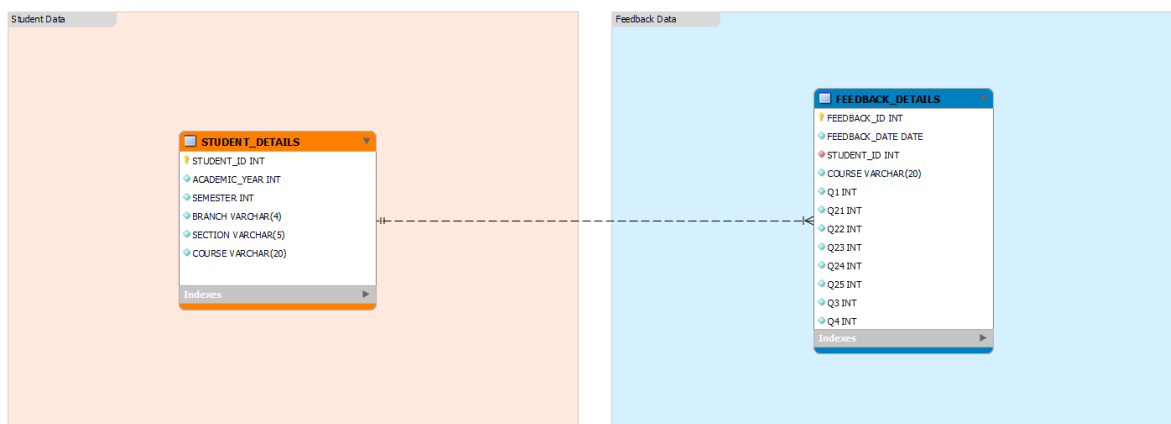 Student Data
STUDENT_DETAILS
STUDENT_ID INT
ACADEMIC_YEAR INT
SEMESTER INT
BRANCH VARCHAR(4)
SECTION VARCHAR(5)
COURSE VARCHAR(20)
Indexes
Feedback Data
FEEDBACK_DETAILS
FEEDBACK_ID INT
FEEDBACK_DATE DATE
STUDENT_ID INT
COURSE VARCHAR(20)
Q1 INT
Q21 INT
Q22 INT
Q23 INT
Q24 INT
Q25 INT
Q3 INT
Q4 INT
Indexes